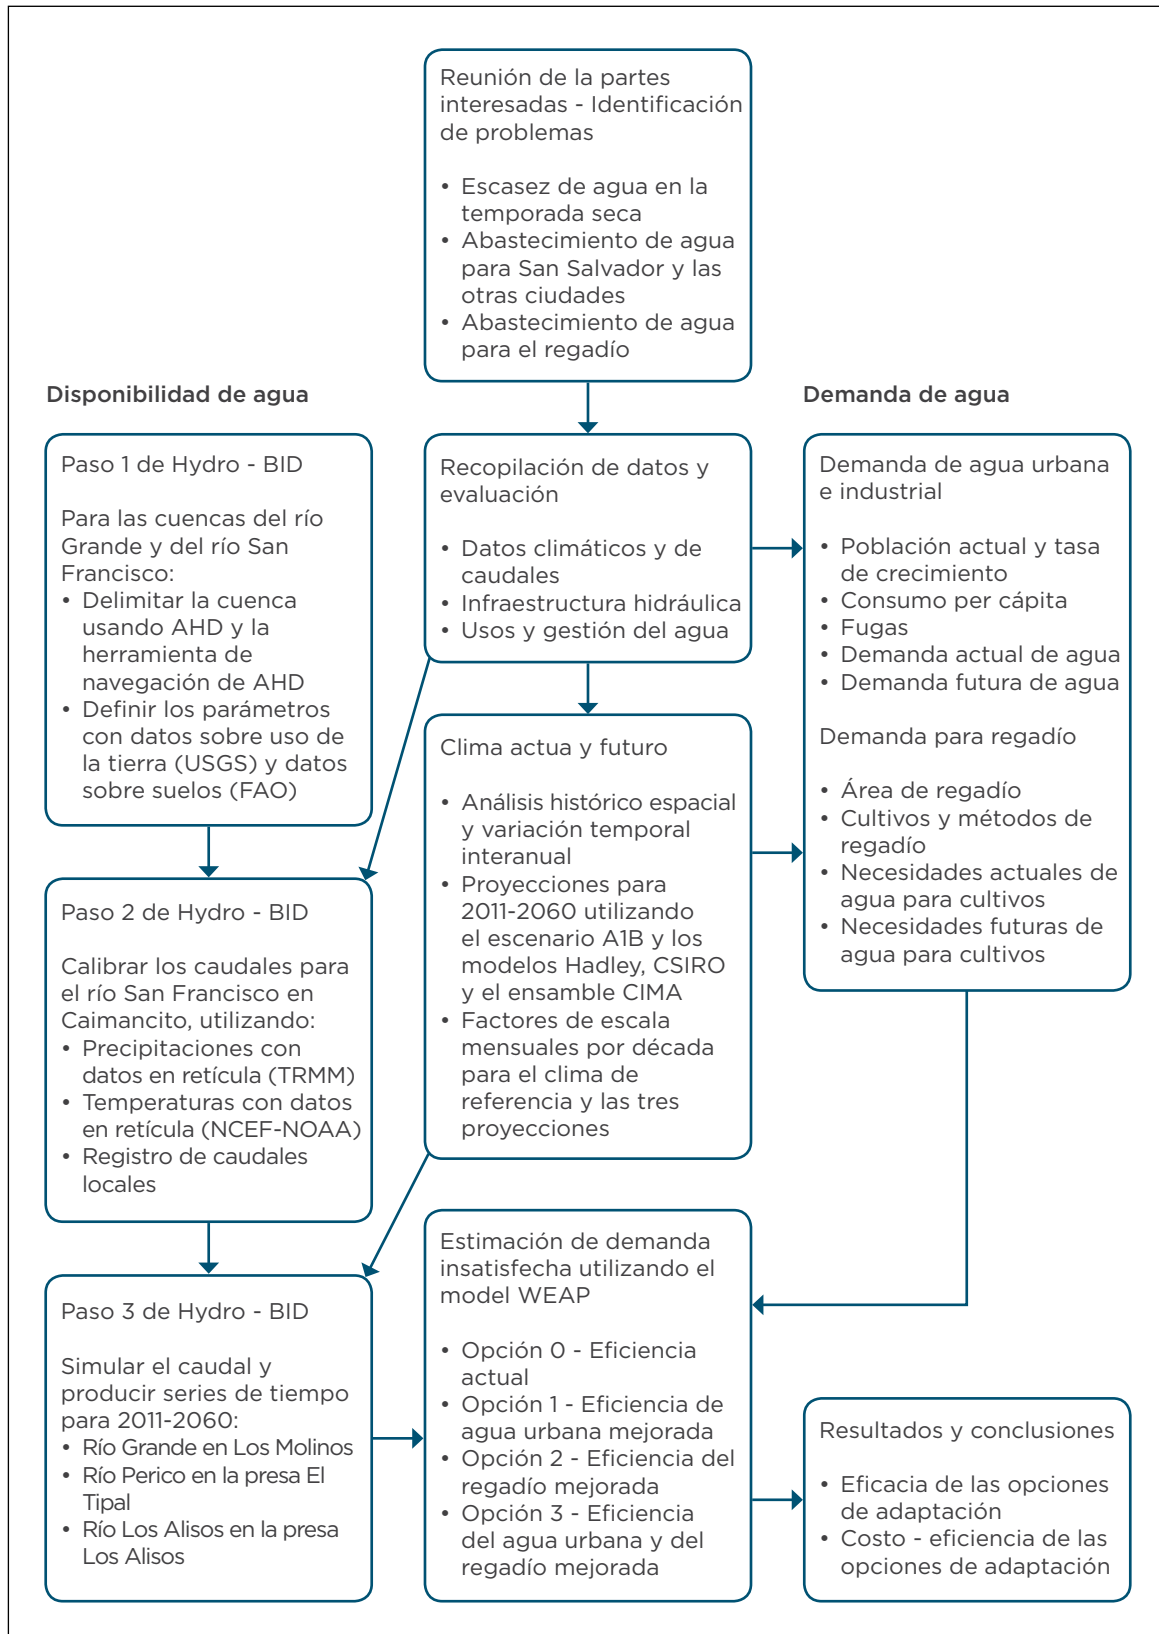 Reunión de la partes
interesadas - Identificación
de problemas
• Escasez de agua en la
temporada seca
• Abastecimiento de agua
para San Salvador y las
otras ciudades
• Abastecimiento de agua
para el regadío
Disponibilidad de agua
Paso 1 de Hydro - BID
Para las cuencas del río
Grande y del río San
Francisco:
• Delimitar la cuenca
usando AHD y la
herramienta de
navegación de AHD
• Definir los parámetros
con datos sobre uso de
la tierra (USGS) y datos
sobre suelos (FAO)
Paso 2 de Hydro - BID
Calibrar los caudales para
el río San Francisco en
Caimancito, utilizando:
• Precipitaciones con
datos en retícula (TRMM)
• Temperaturas con datos
en retícula (NCEF-NOAA)
• Registro de caudales
locales
Paso 3 de Hydro - BID
Simular el caudal y
producir series de tiempo
para 2011-2060:
• Río Grande en Los Molinos
• Río Perico en la presa El
Tipal
• Río Los Alisos en la presa
Los Alisos
Recopilación de datos y
evaluación
• Datos climáticos y de
caudales
• Infraestructura hidráulica
• Usos y gestión del agua
Clima actua y futuro
• Análisis histórico espacial
y variación temporal
interanual
• Proyecciones para
2011-2060 utilizando
el escenario A1B y los
modelos Hadley, CSIRO
y el ensamble CIMA
• Factores de escala
mensuales por década
para el clima de
referencia y las tres
proyecciones
Estimación de demanda
insatisfecha utilizando el
model WEAP
• Opción 0 - Eficiencia
actual
• Opción 1 - Eficiencia de
agua urbana mejorada
• Opción 2 - Eficiencia del
regadío mejorada
• Opción 3 - Eficiencia
del agua urbana y del
regadío mejorada
Demanda de agua
Demanda de agua urbana
e industrial
• Población actual y tasa
de crecimiento
• Consumo per cápita
• Fugas
• Demanda actual de agua
• Demanda futura de agua
Demanda para regadío
• Área de regadío
• Cultivos y métodos de
regadío
• Necesidades actuales de
agua para cultivos
• Necesidades futuras de
agua para cultivos
Resultados y conclusiones
• Eficacia de las opciones
de adaptación
• Costo - eficiencia de las
opciones de adaptación